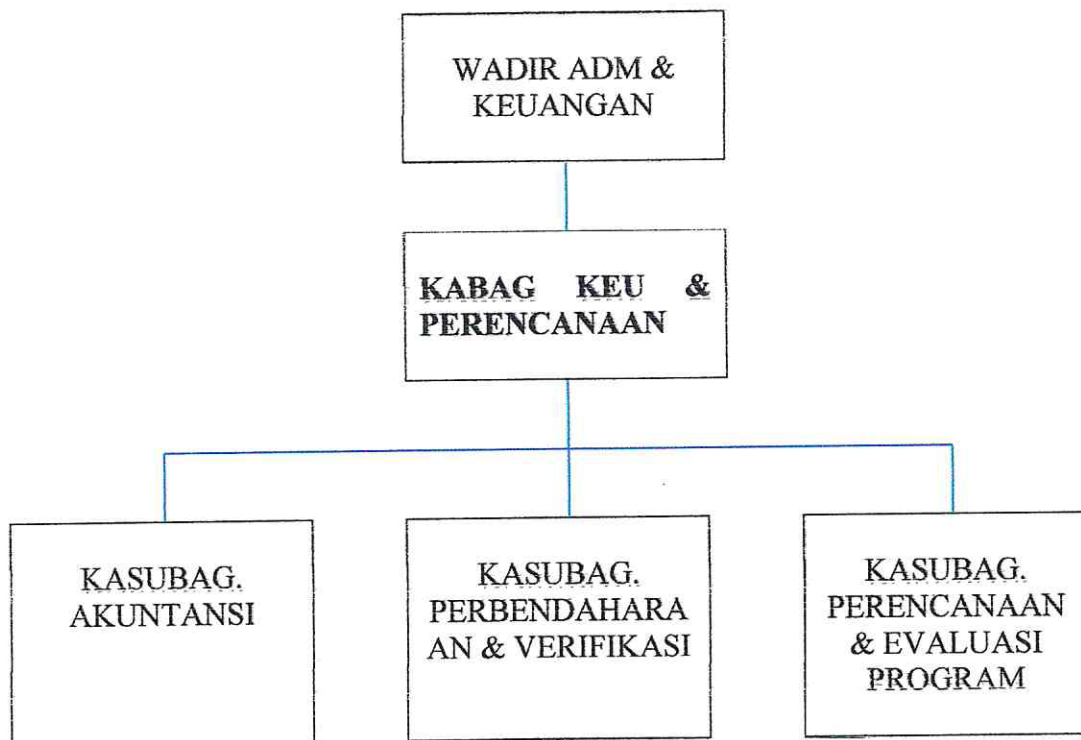 WADIR ADM &
KEUANGAN
KABAG KEU &
PERENCANAAN
KASUBAG.
AKUNTANSI
KASUBAG.
PERBENDAHARA
AN & VERIFIKASI
KASUBAG.
PERENCANAAN
& EVALUASI
PROGRAM